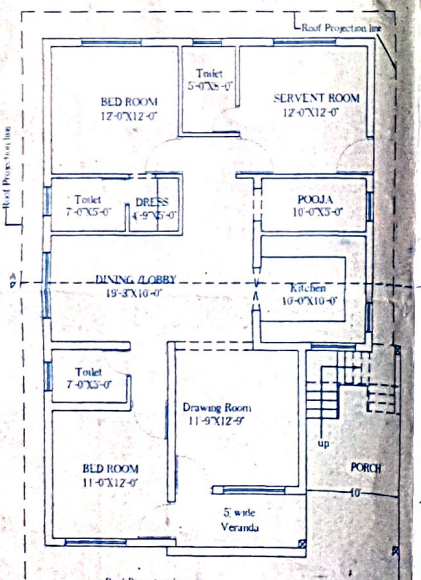 Roof Projection line
Toilet
5'-0"X8'-0"
BED ROOM
12'-0"X12'-0"
SERVENT ROOM
12'-0"X12'-0"
Roof Projection line
Toilet
7'-0"X5'-0"
DRESS
4'-9"X5'-0"
POOJA
10'-0"X5'-0"
A
DINING /LOBBY
19'-3"X10'-0"
Kitchen
10'-0"X10'-0"
Toilet
7'-0"X5'-0"
Drawing Room
11'-9"X12'-9"
up
BED ROOM
11'-0"X12'-0"
PORCH
10'
5' wide
Veranda